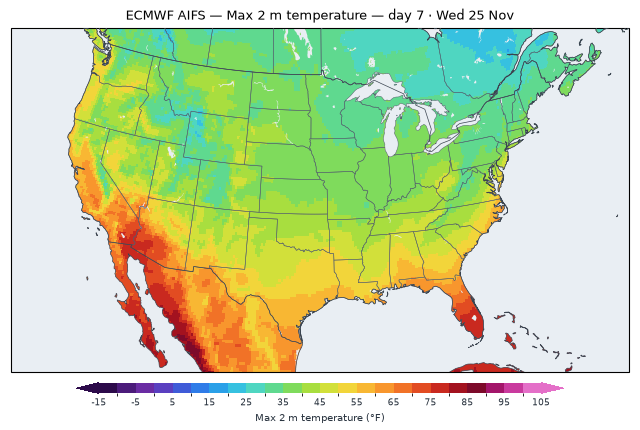 ECMWF AIFS — Max 2 m temperature — day 7 · Wed 25 Nov
-15 -5 5 15 25 35 45 55 65 75 85 95 105
Max 2 m temperature (°F)